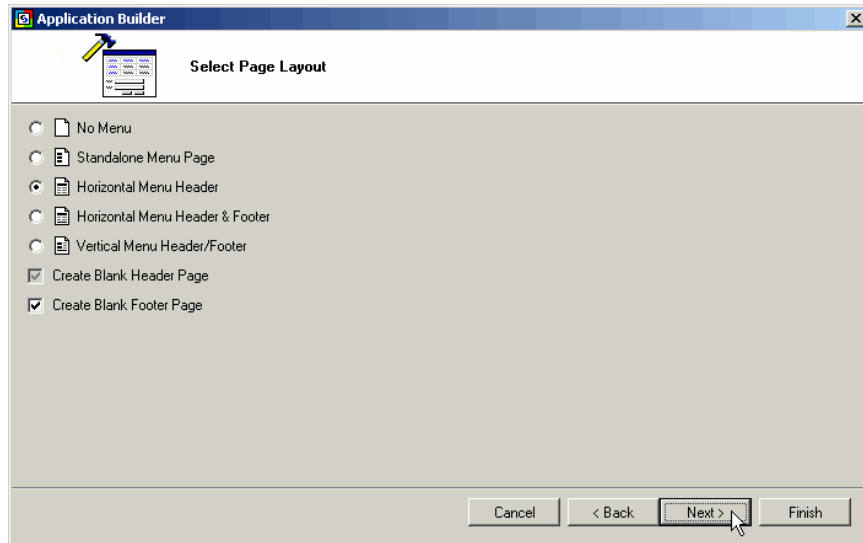 Application Builder
Select Page Layout
No Menu
Standalone Menu Page
Horizontal Menu Header
Horizontal Menu Header & Footer
Vertical Menu Header/Footer
Create Blank Header Page
Create Blank Footer Page
Cancel < Back Next > Finish